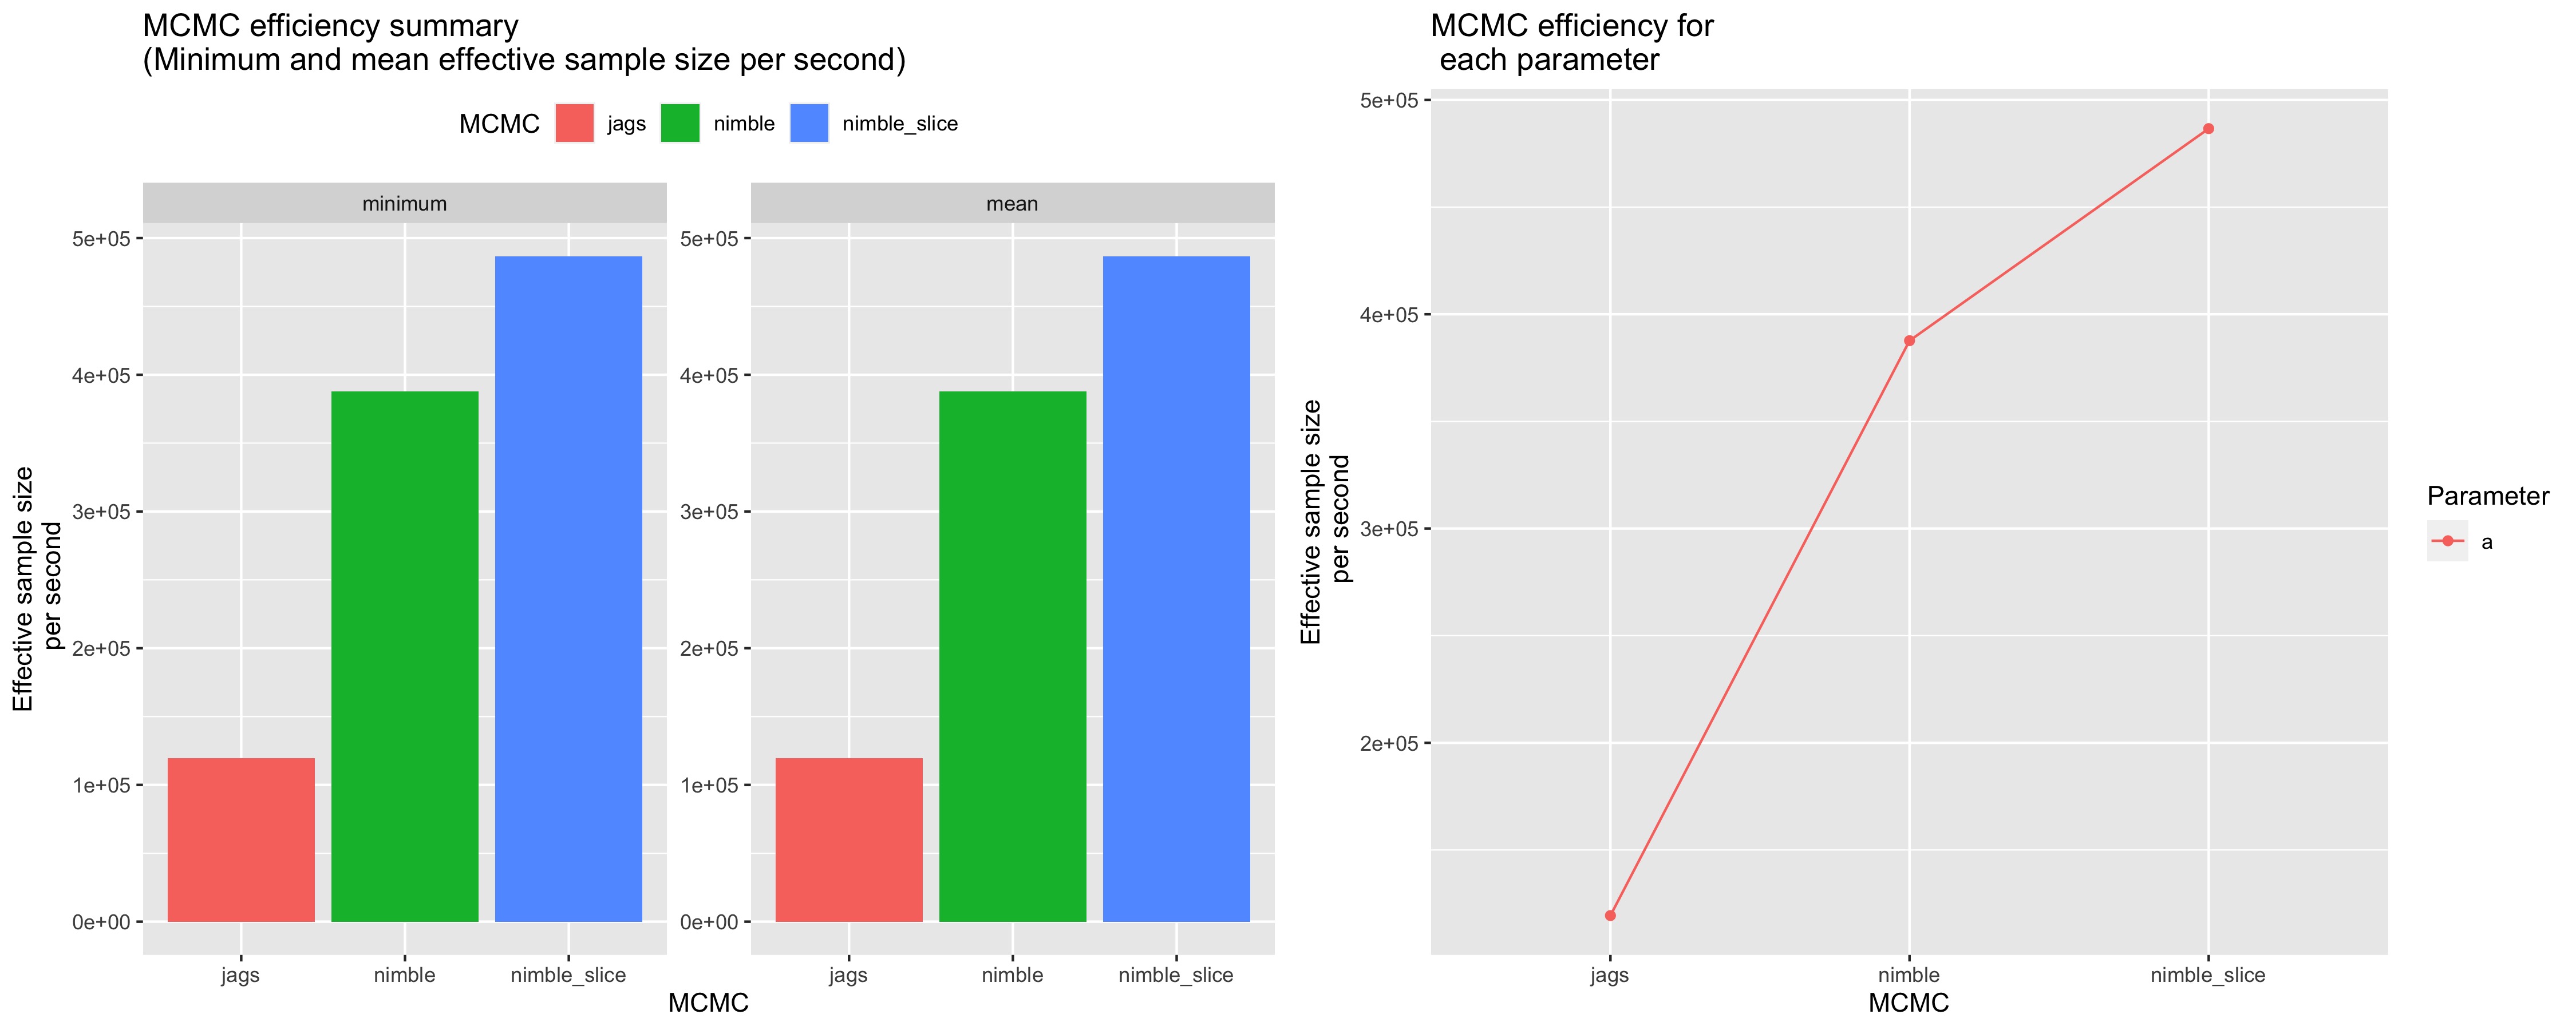 MCMC efficiency summary
(Minimum and mean effective sample size per second)
MCMC jags nimble nimble_slice
minimum
mean
5e+05
4e+05
3e+05
2e+05
1e+05
0e+00
5e+05
4e+05
3e+05
2e+05
1e+05
0e+00
Effective sample size
per second
jags nimble nimble_slice
jags nimble nimble_slice
MCMC
MCMC efficiency for
each parameter
5e+05
4e+05
3e+05
2e+05
Effective sample size
per second
jags nimble nimble_slice
MCMC
Parameter
a